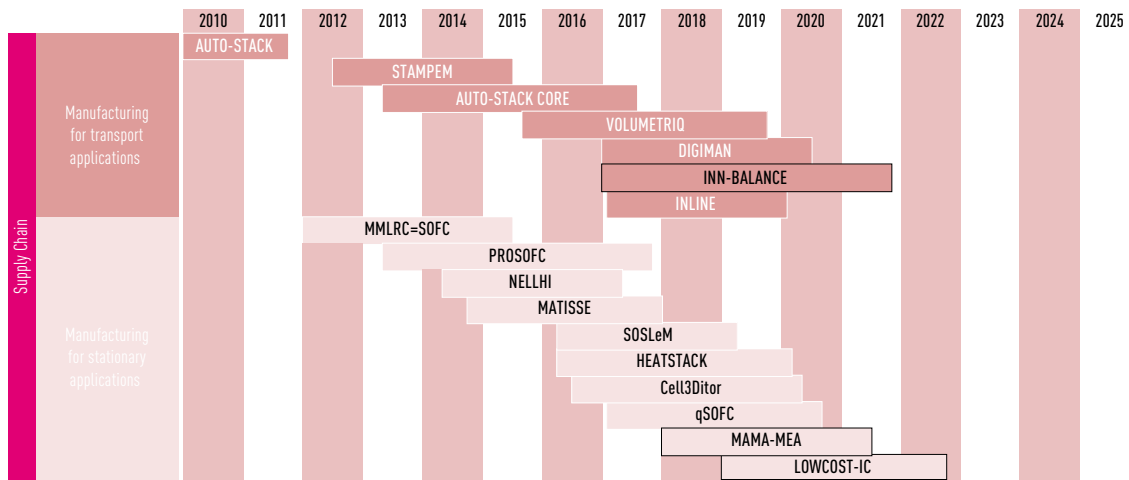 2010 2011 2012 2013 2014 2015 2016 2017 2018 2019 2020 2021 2022 2023 2024 2025
Supply Chain
Manufacturing
for transport
applications
AUTO-STACK
STAMPEM
AUTO-STACK CORE
VOLUMETRIQ
DIGIMAN
INN-BALANCE
INLINE
Manufacturing
for stationary
applications
MMLRC=SOFC
PROSOFC
NELLHI
MATISSE
SOSLeM
HEATSTACK
Cell3Ditor
qSOFC
MAMA-MEA
LOWCOST-IC